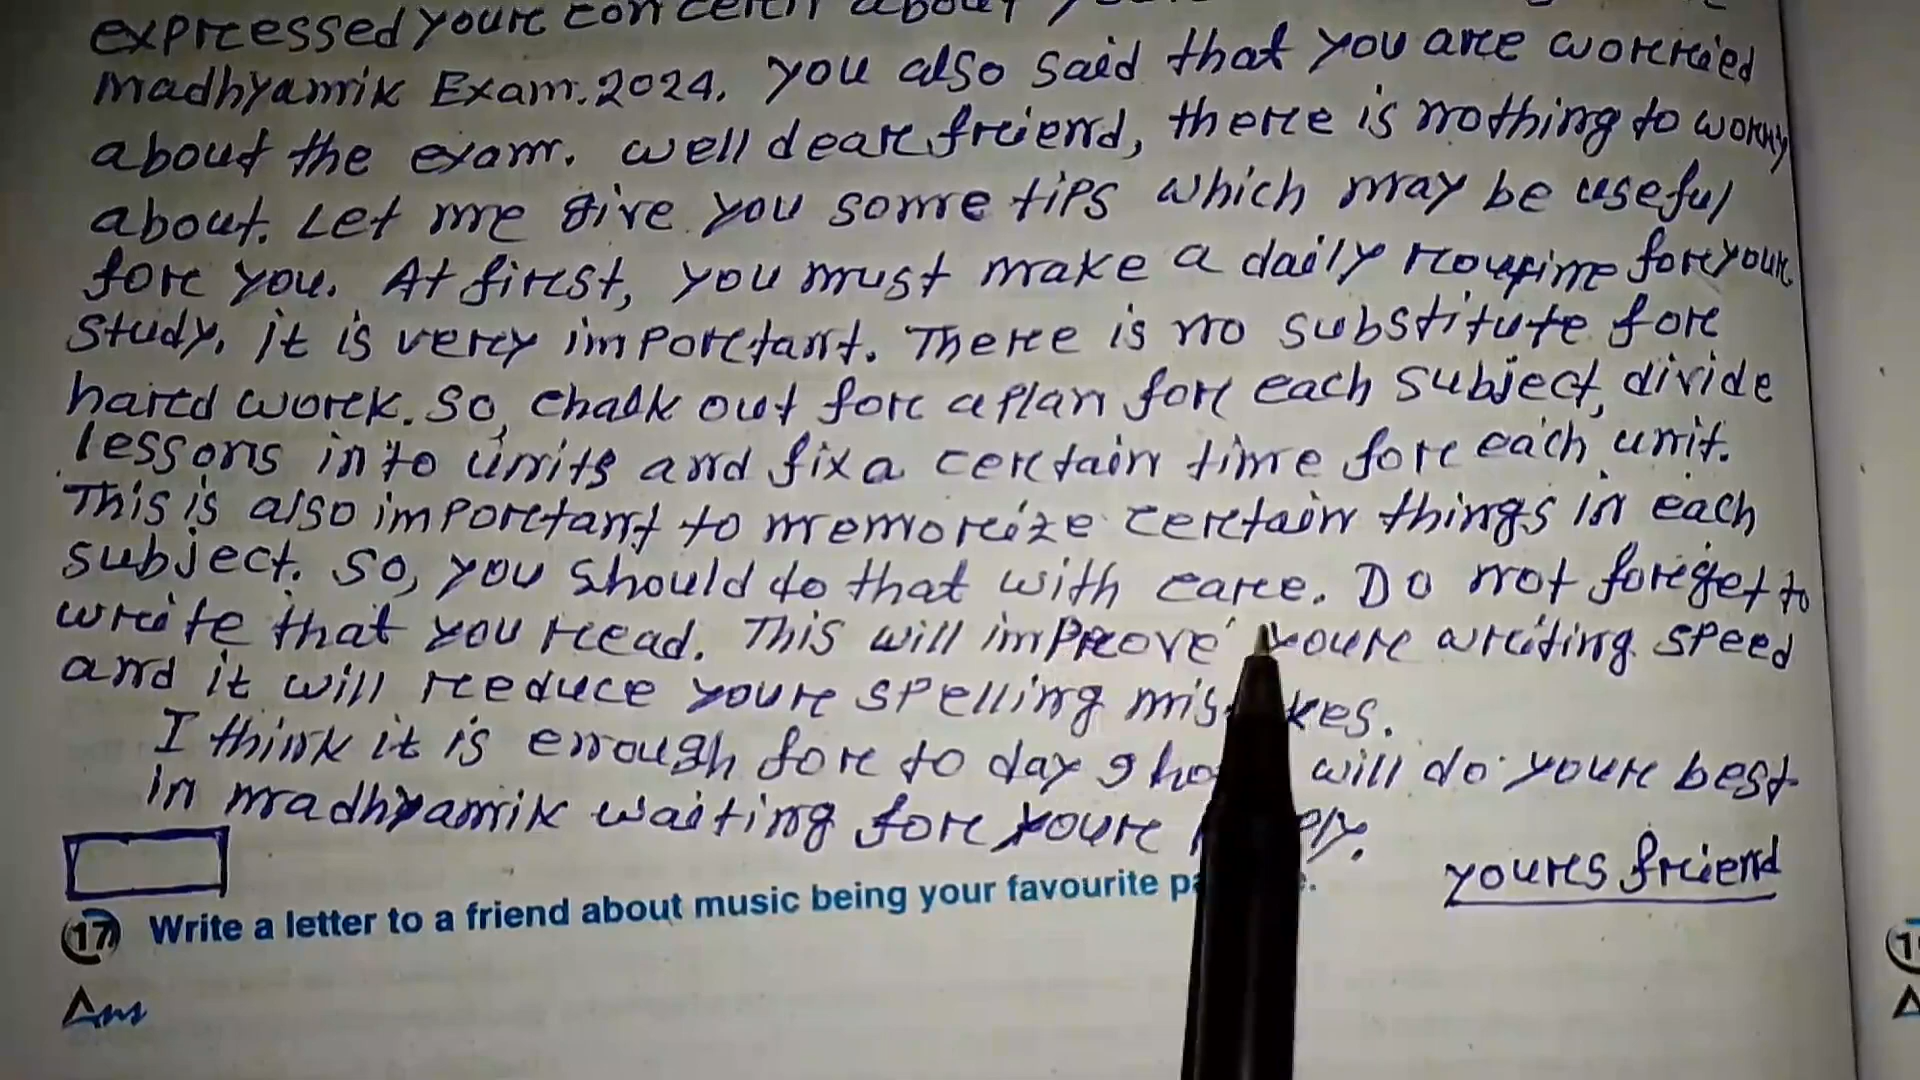 expressed your concern about
madhyamik Exam.2024. you also said that you are worried
about the exam. well dear friend, there is nothing to worry
about. Let me give you some tips which may be useful
for you. At first, you must make a daily routine for your
study. it is very important. There is no substitute for
hard work. So, chalk out for a plan for each subject, divide
lessons into units and fix a certain time for each unit.
This is also important to memorize certain things in each
subject. So, you should do that with care. Do not forget to
write that you read. This will improve your writing speed
and it will reduce your spelling mis kes.
I think it is enough for to day I will do your best
in madhyamik waiting for your
yours friend
17 Write a letter to a friend about music being your favourite
Ans